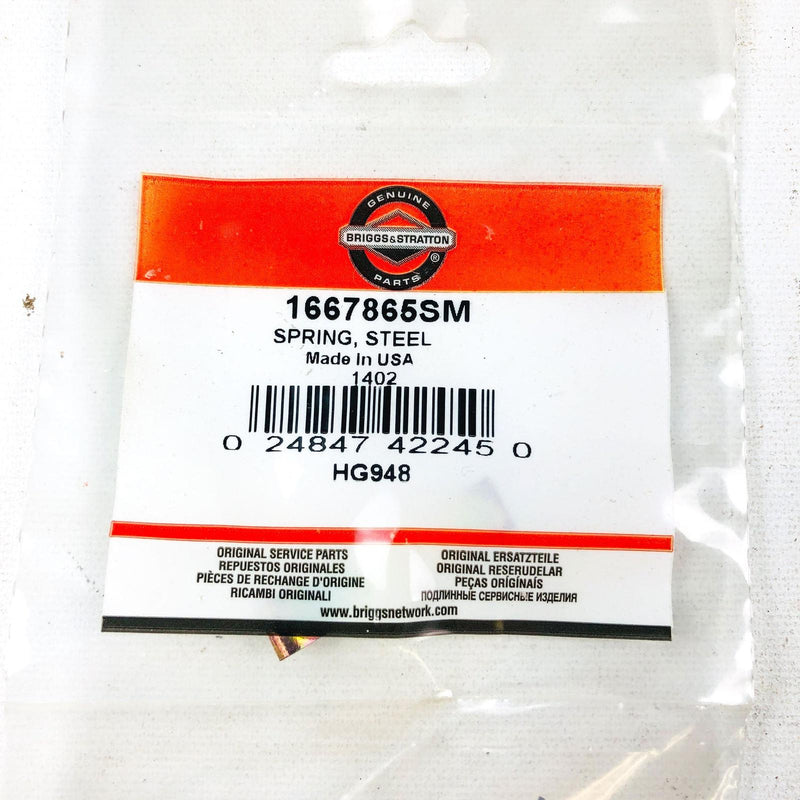 GENUINE
BRIGGS&STRATTON
®
PARTS
1667865SM
SPRING, STEEL
Made In USA
1402
0 24847 42245 0
HG948
ORIGINAL SERVICE PARTS
REPUESTOS ORIGINALES
PIÈCES DE RECHANGE D'ORIGINE
RICAMBI ORIGINALI
ORIGINAL ERSATZTEILE
ORIGINAL RESERUDELAR
PEÇAS ORIGÍNAIS
ПОДЛИННЫЕ СЕРВИСНЫЕ ИЗДЕЛИЯ
www.briggsnetwork.com